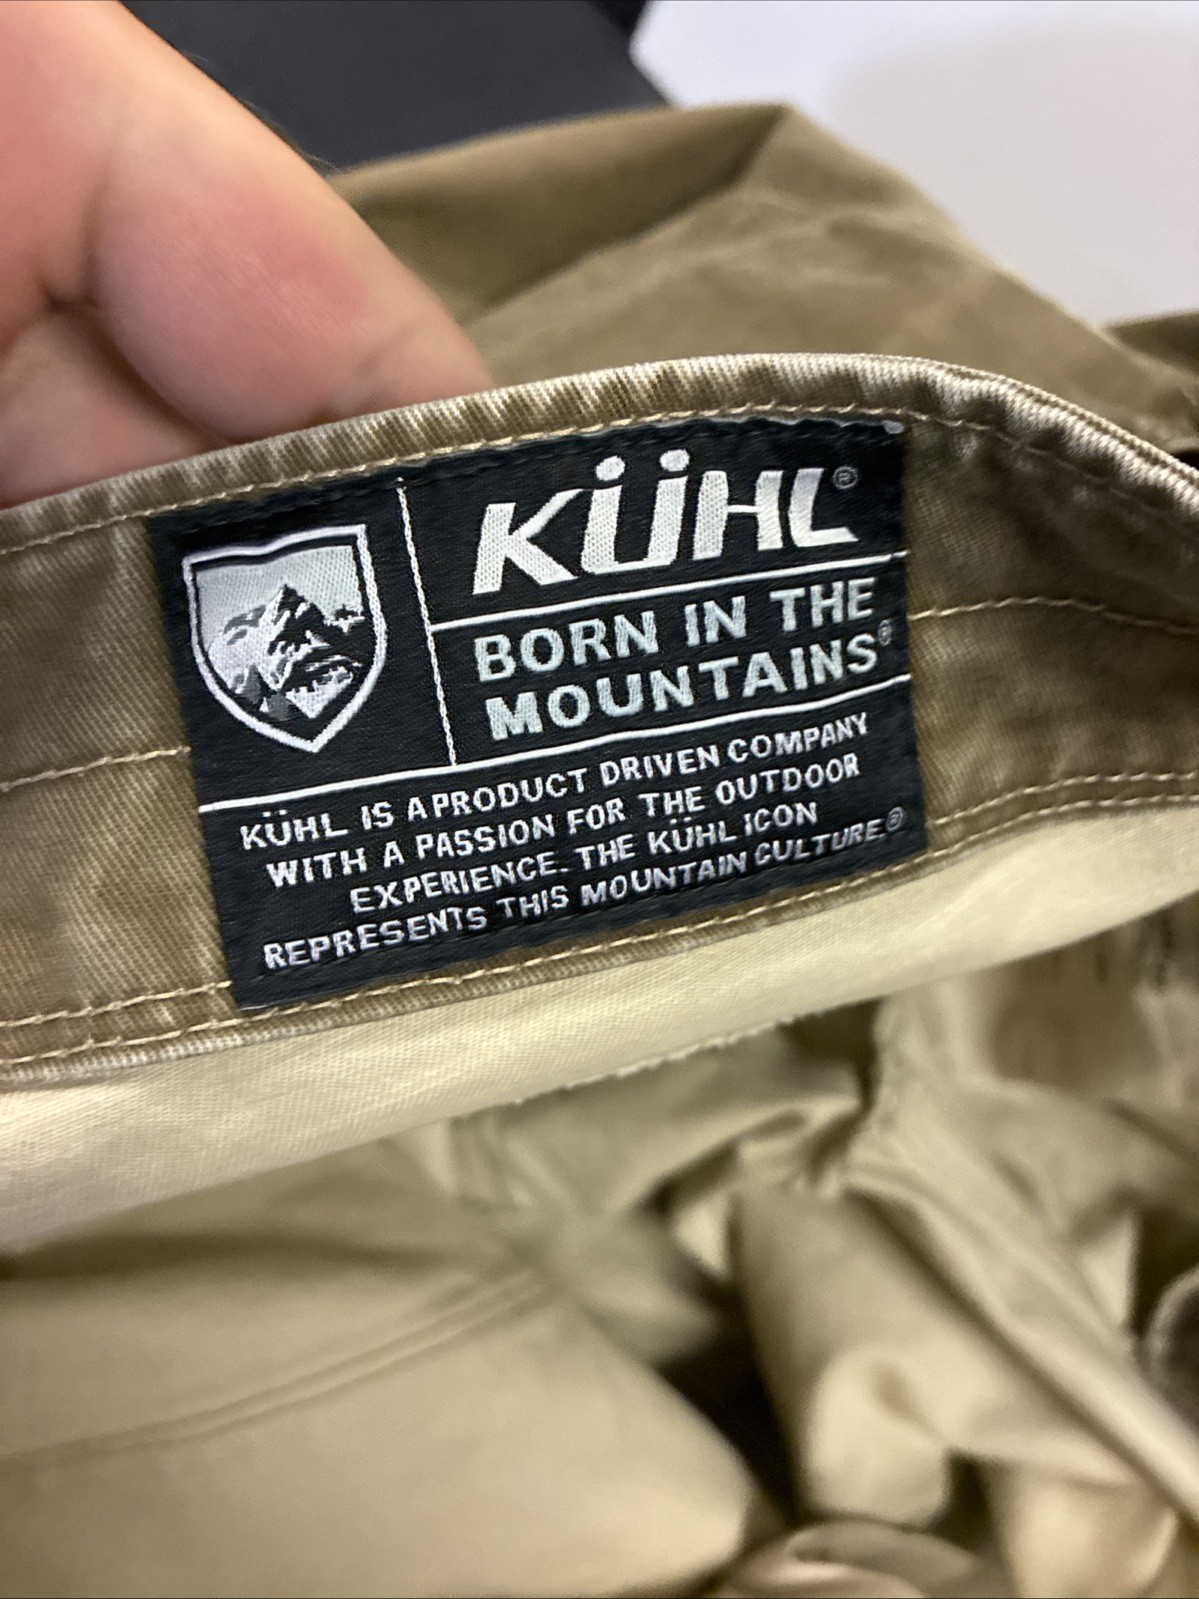 KÜHL®
BORN IN THE
MOUNTAINS®
KÜHL IS A PRODUCT DRIVEN COMPANY
WITH A PASSION FOR THE OUTDOOR
EXPERIENCE. THE KÜHL ICON
REPRESENTS THIS MOUNTAIN CULTURE.®